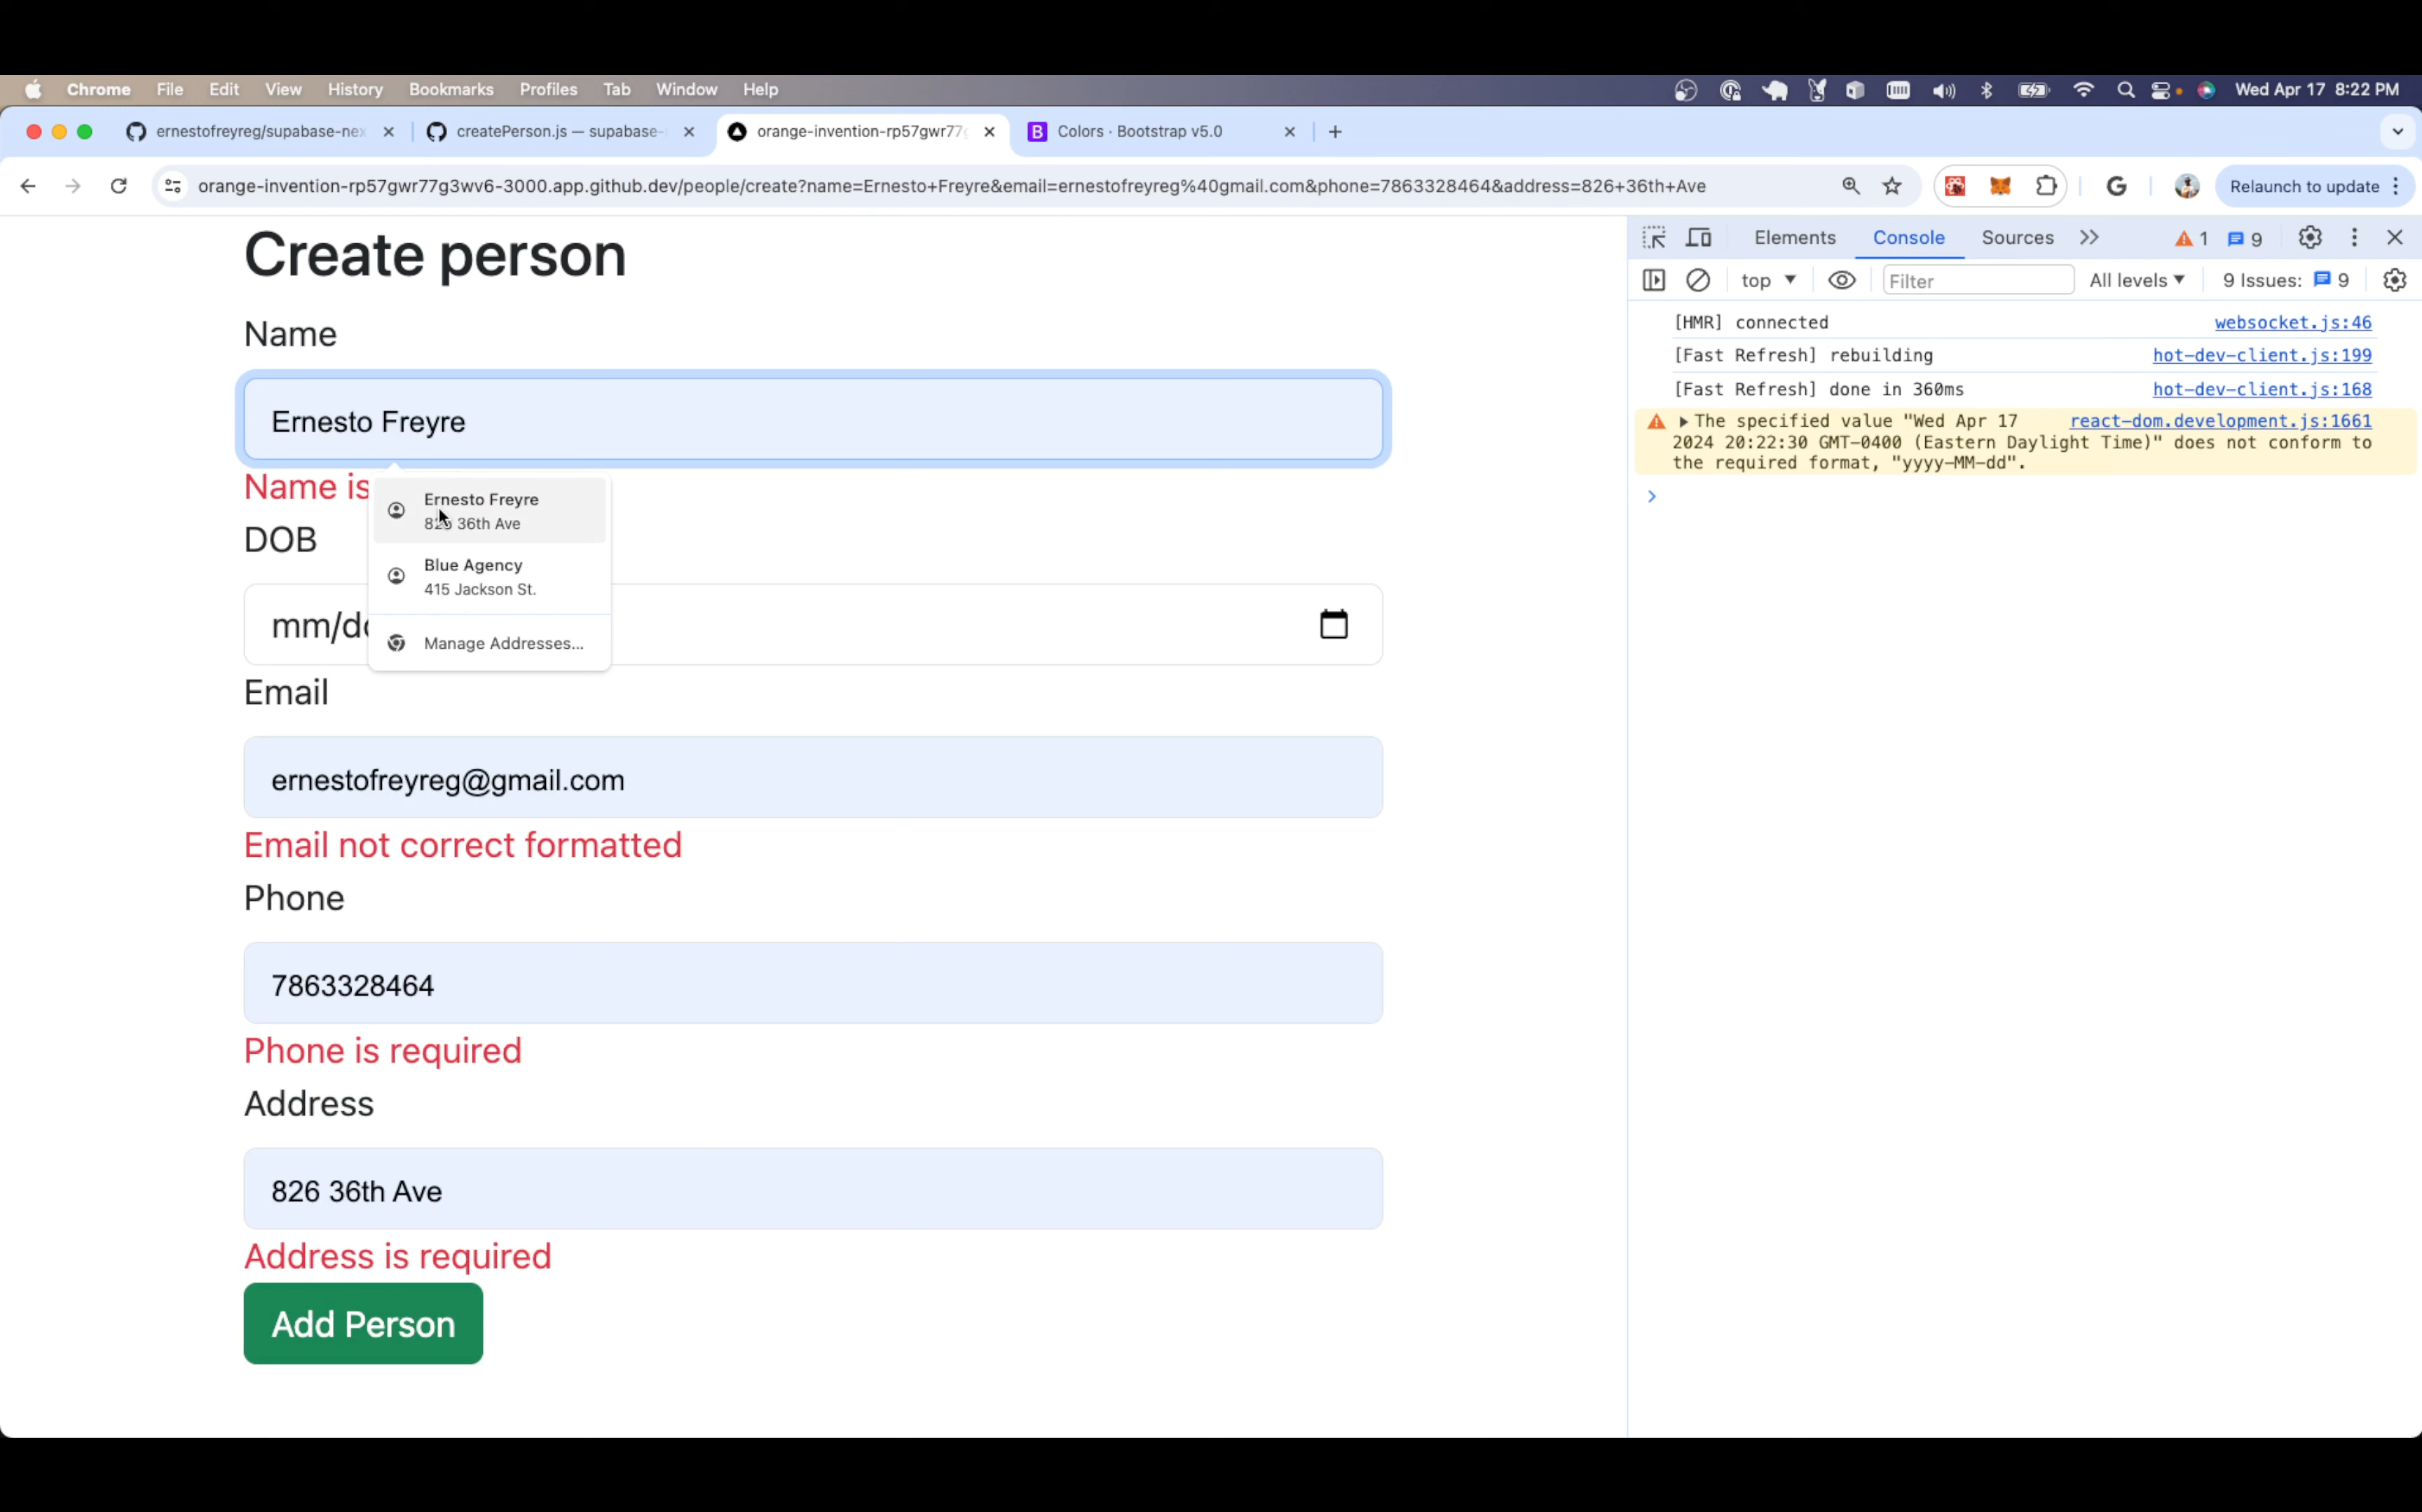 Chrome File Edit View History Bookmarks Profiles Tab Window Help Wed Apr 17 8:22 PM
ernestofreyreg/supabase-nex createPerson.js — supabase- orange-invention-rp57gwr77g Colors · Bootstrap v5.0
orange-invention-rp57gwr77g3wv6-3000.app.github.dev/people/create?name=Ernesto+Freyre&email=ernestofreyreg%40gmail.com&phone=7863328464&address=826+36th+Ave Relaunch to update
Create person
Name
Ernesto Freyre
Name is
Ernesto Freyre
826 36th Ave
Blue Agency
415 Jackson St.
Manage Addresses...
DOB
mm/dd
Email
ernestofreyreg@gmail.com
Email not correct formatted
Phone
7863328464
Phone is required
Address
826 36th Ave
Address is required
Add Person
Elements Console Sources 1 9
top Filter All levels 9 Issues: 9
[HMR] connected websocket.js:46
[Fast Refresh] rebuilding hot-dev-client.js:199
[Fast Refresh] done in 360ms hot-dev-client.js:168
The specified value "Wed Apr 17 react-dom.development.js:1661
2024 20:22:30 GMT-0400 (Eastern Daylight Time)" does not conform to
the required format, "yyyy-MM-dd".